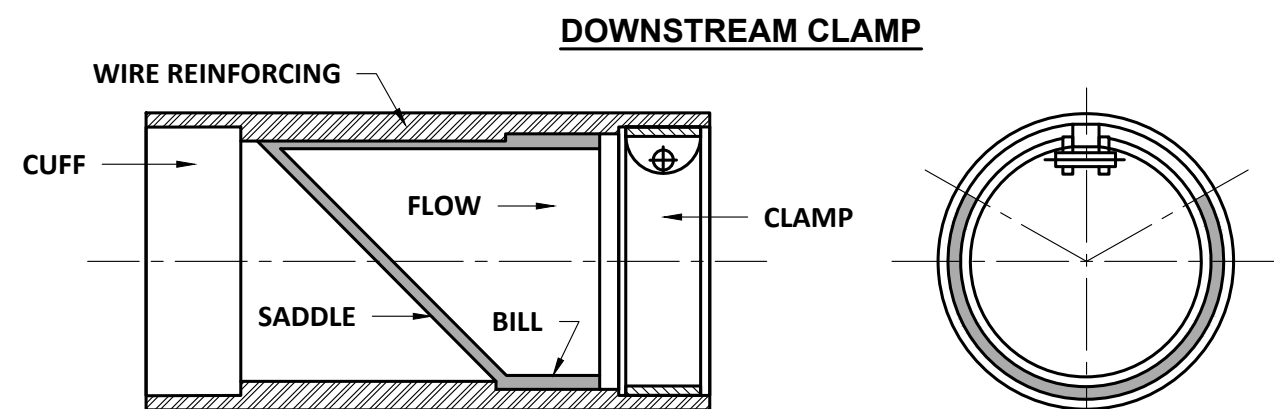 DOWNSTREAM CLAMP
WIRE REINFORCING
CUFF
FLOW
CLAMP
SADDLE
BILL